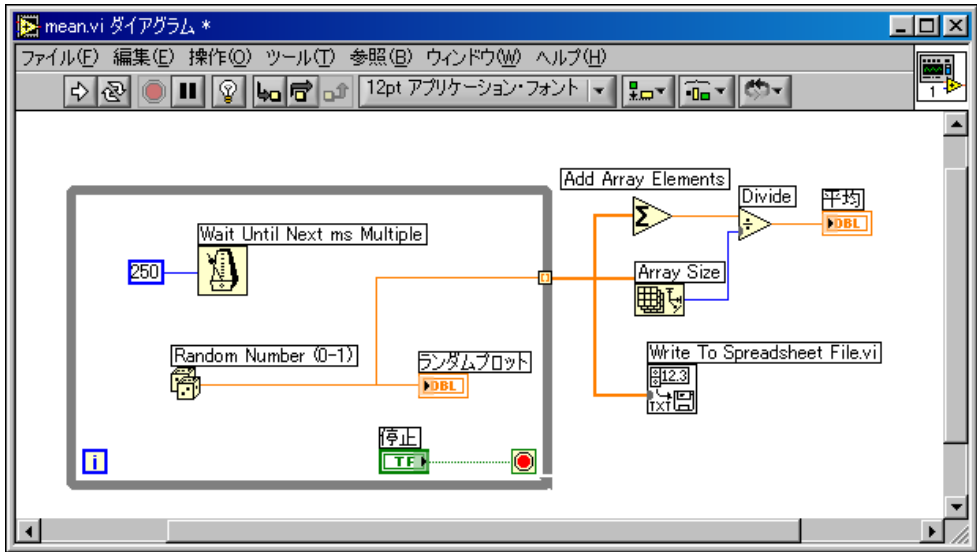 mean.vi ダイアグラム *
ファイル(F) 編集(E) 操作(O) ツール(T) 参照(B) ウィンドウ(W) ヘルプ(H)
12pt アプリケーション・フォント
1
Add Array Elements
Divide
平均
DBL
Wait Until Next ms Multiple
250
Array Size
Random Number (0-1)
ランダムプロット
DBL
Write To Spreadsheet File.vi
12.3
TXT
停止
TF
i